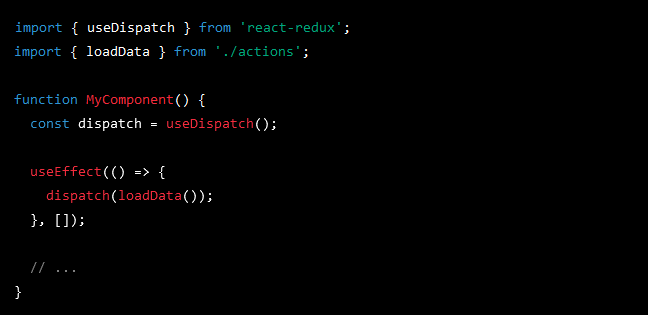 import { useDispatch } from 'react-redux';
import { loadData } from './actions';
function MyComponent() {
const dispatch = useDispatch();
useEffect(() => {
dispatch(loadData());
}, []);
// ...
}